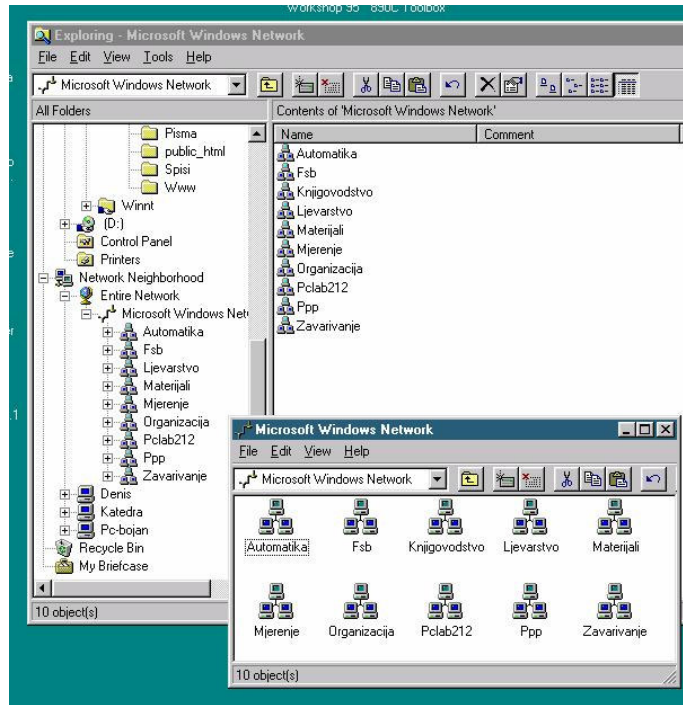 Workshop 95 890C Toolbox
Exploring - Microsoft Windows Network
File Edit View Tools Help
Microsoft Windows Network
All Folders
Contents of 'Microsoft Windows Network'
Name Comment
Pisma
public_html
Spisi
Www
Winnt
(D:)
Control Panel
Printers
Network Neighborhood
Entire Network
Microsoft Windows Net
Automatika
Fsb
Ljevarstvo
Materijali
Mjerenje
Organizacija
Pclab212
Ppp
Zavarivanje
Denis
Katedra
Pc-bojan
Recycle Bin
My Briefcase
10 object(s)
Automatika
Fsb
Knjigovodstvo
Ljevarstvo
Materijali
Mjerenje
Organizacija
Pclab212
Ppp
Zavarivanje
Microsoft Windows Network
File Edit View Help
Microsoft Windows Network
Automatika Fsb Knjigovodstvo Ljevarstvo Materijali
Mjerenje Organizacija Pclab212 Ppp Zavarivanje
10 object(s)